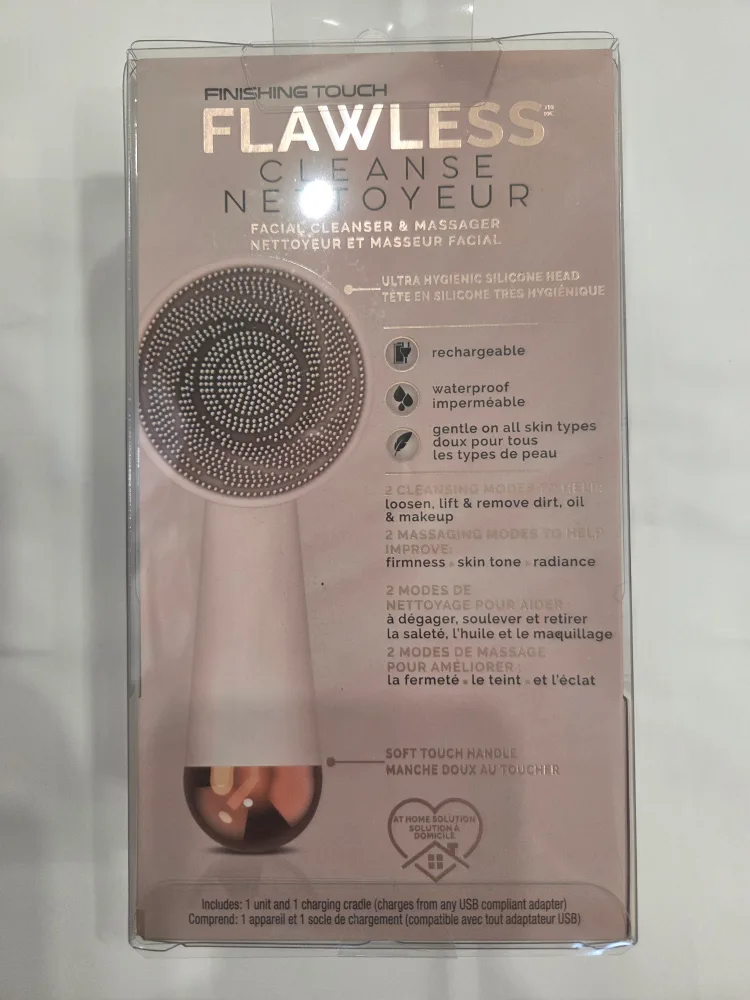 FINISHING TOUCH
FLAWLESS
CLEANSE
NETTOYEUR
FACIAL CLEANSER & MASSAGER
NETTOYEUR ET MASSEUR FACIAL
ULTRA HYGIENIC SILICONE HEAD
TÊTE EN SILICONE TRÈS HYGIÉNIQUE
rechargeable
waterproof
imperméable
gentle on all skin types
doux pour tous
les types de peau
2 CLEANSING MODES TO HELP:
loosen, lift & remove dirt, oil
& makeup
2 MASSAGING MODES TO HELP
IMPROVE:
firmness • skin tone • radiance
2 MODES DE
NETTOYAGE POUR AIDER
à dégager, soulever et retirer
la saleté, l'huile et le maquillage
2 MODES DE MASSAGE
POUR AMÉLIORER :
la fermeté • le teint • et l'éclat
SOFT TOUCH HANDLE
MANCHE DOUX AU TOUCHER
AT HOME SOLUTION
SOLUTION À
DOMICILE
Includes: 1 unit and 1 charging cradle (charges from any USB compliant adapter)
Comprend: 1 appareil et 1 socle de chargement (compatible avec tout adaptateur USB)